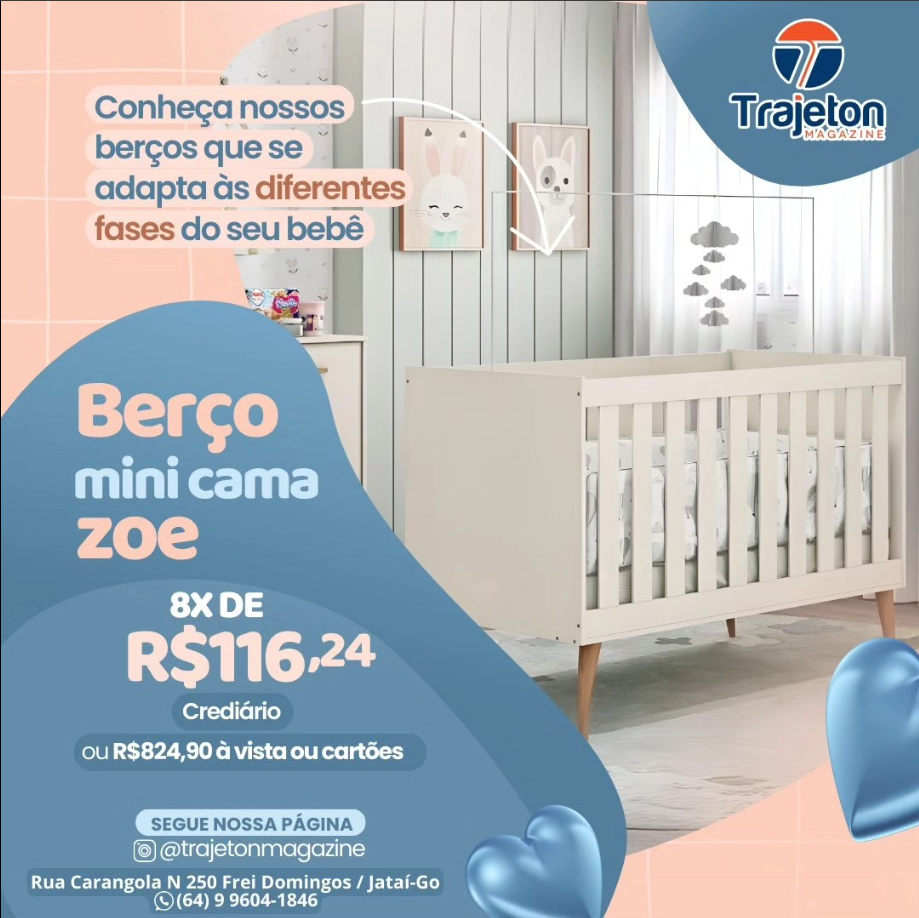 Trajeton
MAGAZINE
Conheça nossos
berços que se
adapta às diferentes
fases do seu bebê
Berço
mini cama
zoe
8X DE
R$116,24
Crediário
ou R$824,90 à vista ou cartões
SEGUE NOSSA PÁGINA
@trajetonmagazine
Rua Carangola N 250 Frei Domingos / Jataí-Go
(64) 9 9604-1846